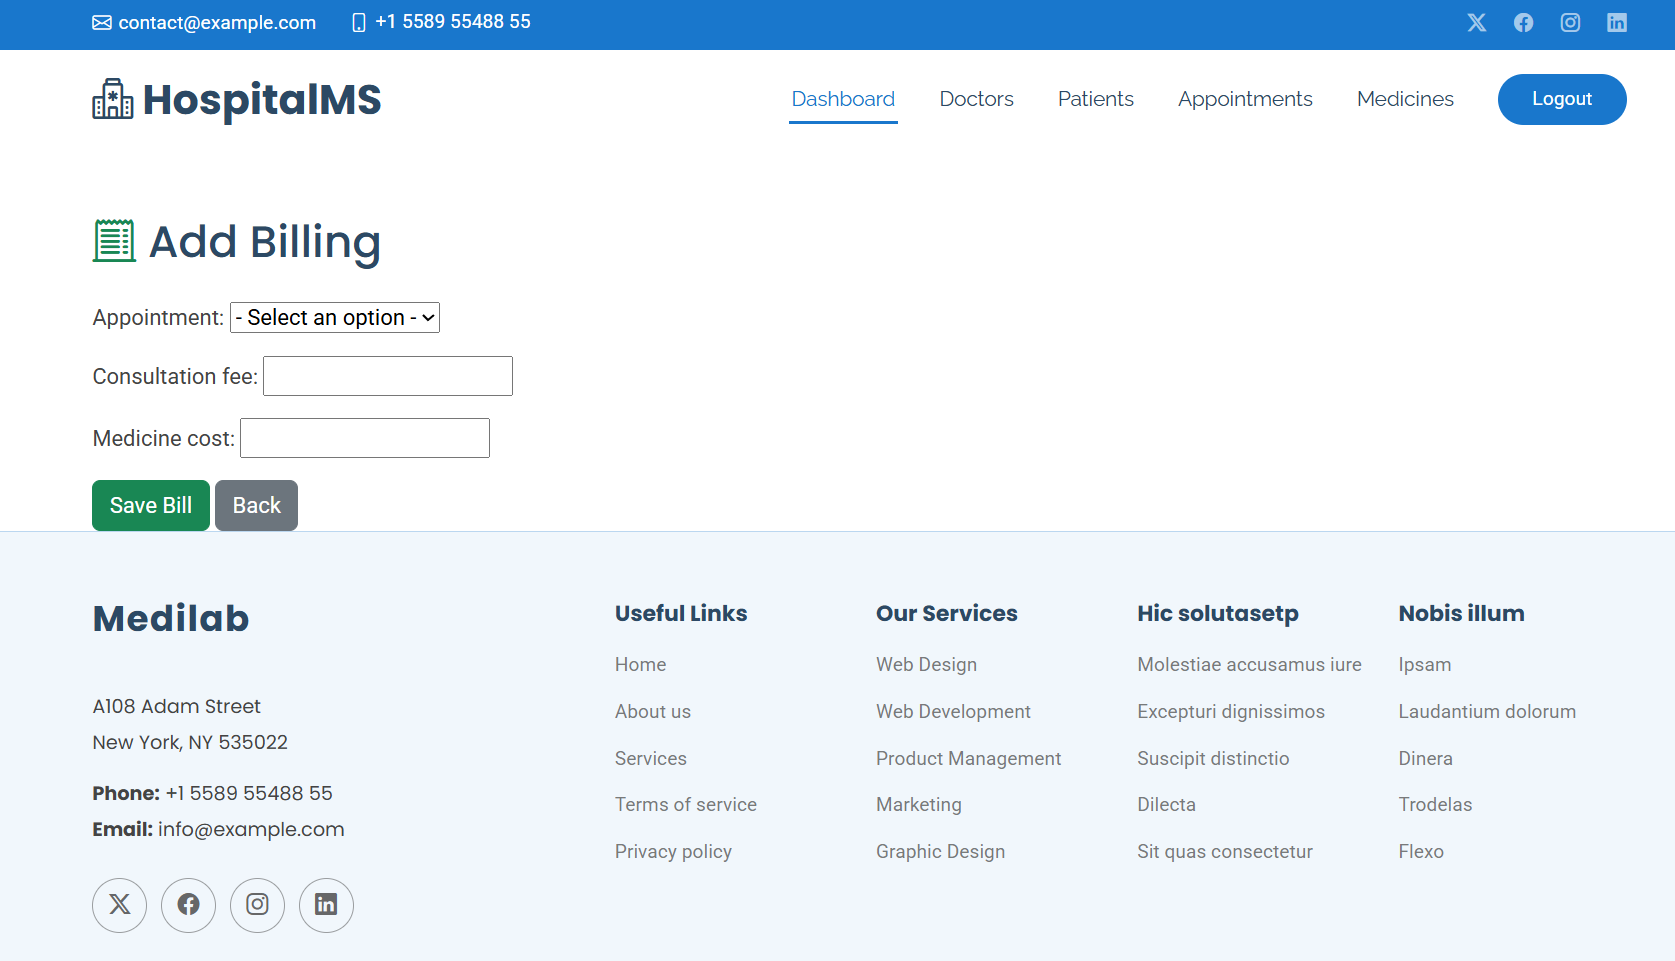 contact@example.com +1 5589 55488 55
HospitalMS Dashboard Doctors Patients Appointments Medicines Logout
Add Billing
Appointment: - Select an option -
Consultation fee:
Medicine cost:
Save Bill Back
Medilab
A108 Adam Street
New York, NY 535022
Phone: +1 5589 55488 55
Email: info@example.com
Useful Links
Home
About us
Services
Terms of service
Privacy policy
Our Services
Web Design
Web Development
Product Management
Marketing
Graphic Design
Hic solutasetp
Molestiae accusamus iure
Excepturi dignissimos
Suscipit distinctio
Dilecta
Sit quas consectetur
Nobis illum
Ipsam
Laudantium dolorum
Dinera
Trodelas
Flexo